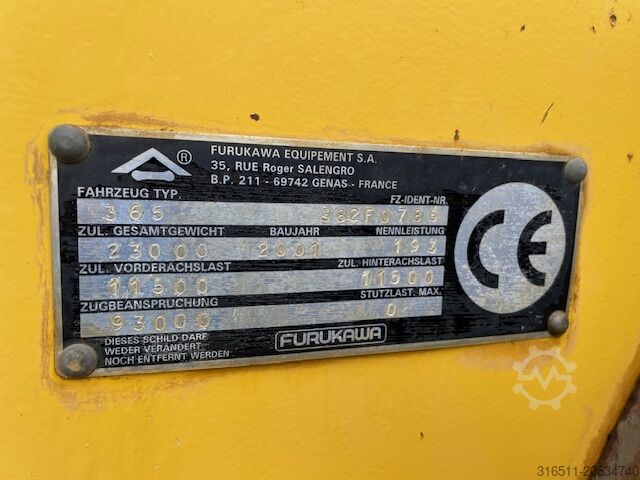 FURUKAWA EQUIPEMENT S.A.
35, RUE Roger SALENGRO
B.P. 211 - 69742 GENAS - FRANCE
®
FAHRZEUG TYP. FZ-IDENT-NR.
365 382F0785
ZUL. GESAMTGEWICHT BAUJAHR NENNLEISTUNG
23000 2001 193
ZUL. VORDERACHSLAST ZUL. HINTERACHSLAST
11500 11500
ZUGBEANSPRUCHUNG STUTZLAST. MAX.
93000 0
DIESES SCHILD DARF
WEDER VERÄNDERT
NOCH ENTFERNT WERDEN
FURUKAWA
CE
316511-20534740